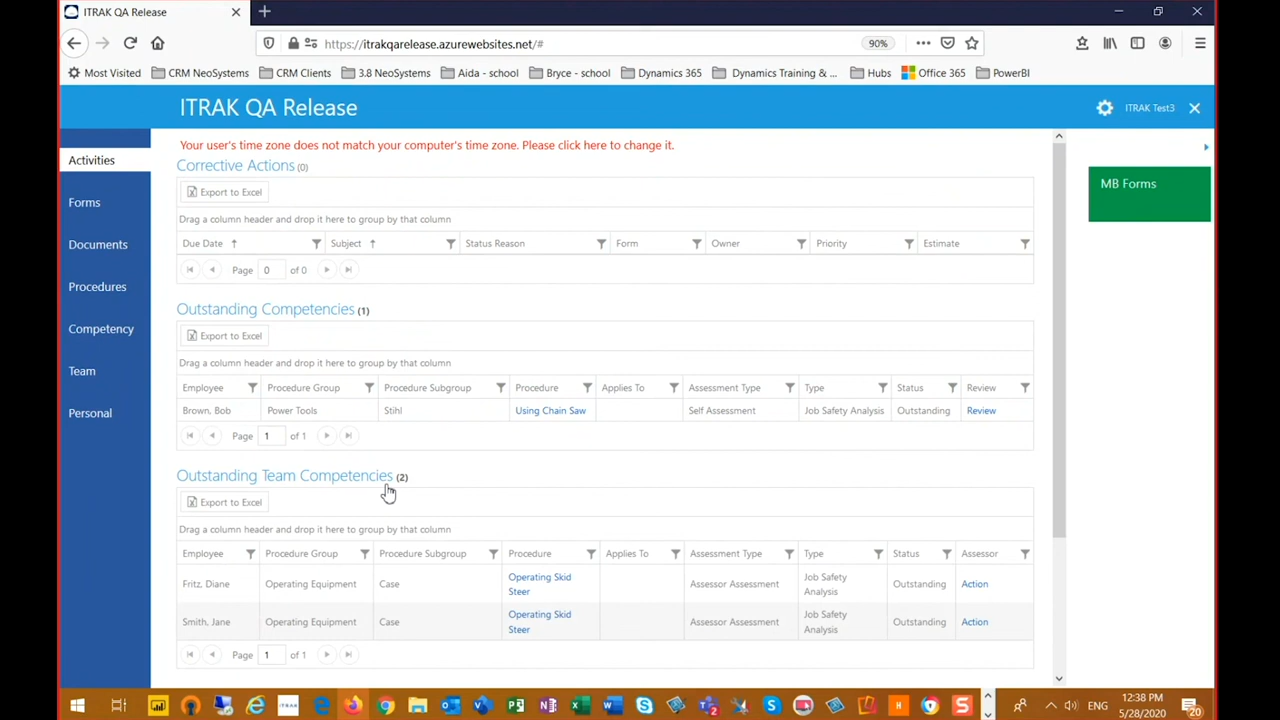 ITRAK QA Release
https://itrakqarelease.azurewebsites.net/#
90%
Most Visited CRM NeoSystems CRM Clients 3.8 NeoSystems Aida - school Bryce - school Dynamics 365 Dynamics Training & ... Hubs Office 365 PowerBI
ITRAK QA Release
ITRAK Test3
Activities
Forms
Documents
Procedures
Competency
Team
Personal
Your user's time zone does not match your computer's time zone. Please click here to change it.
Corrective Actions (0)
Export to Excel
Drag a column header and drop it here to group by that column
Due Date Subject Status Reason Form Owner Priority Estimate
Page 0 of 0
Outstanding Competencies (1)
Export to Excel
Drag a column header and drop it here to group by that column
Employee Procedure Group Procedure Subgroup Procedure Applies To Assessment Type Type Status Review
Brown, Bob Power Tools Stihl Using Chain Saw Self Assessment Job Safety Analysis Outstanding Review
Page 1 of 1
Outstanding Team Competencies (2)
Export to Excel
Drag a column header and drop it here to group by that column
Employee Procedure Group Procedure Subgroup Procedure Applies To Assessment Type Type Status Assessor
Fritz, Diane Operating Equipment Case Operating Skid Steer Assessor Assessment Job Safety Analysis Outstanding Action
Smith, Jane Operating Equipment Case Operating Skid Steer Assessor Assessment Job Safety Analysis Outstanding Action
Page 1 of 1
MB Forms
ENG
12:38 PM
5/28/2020
20